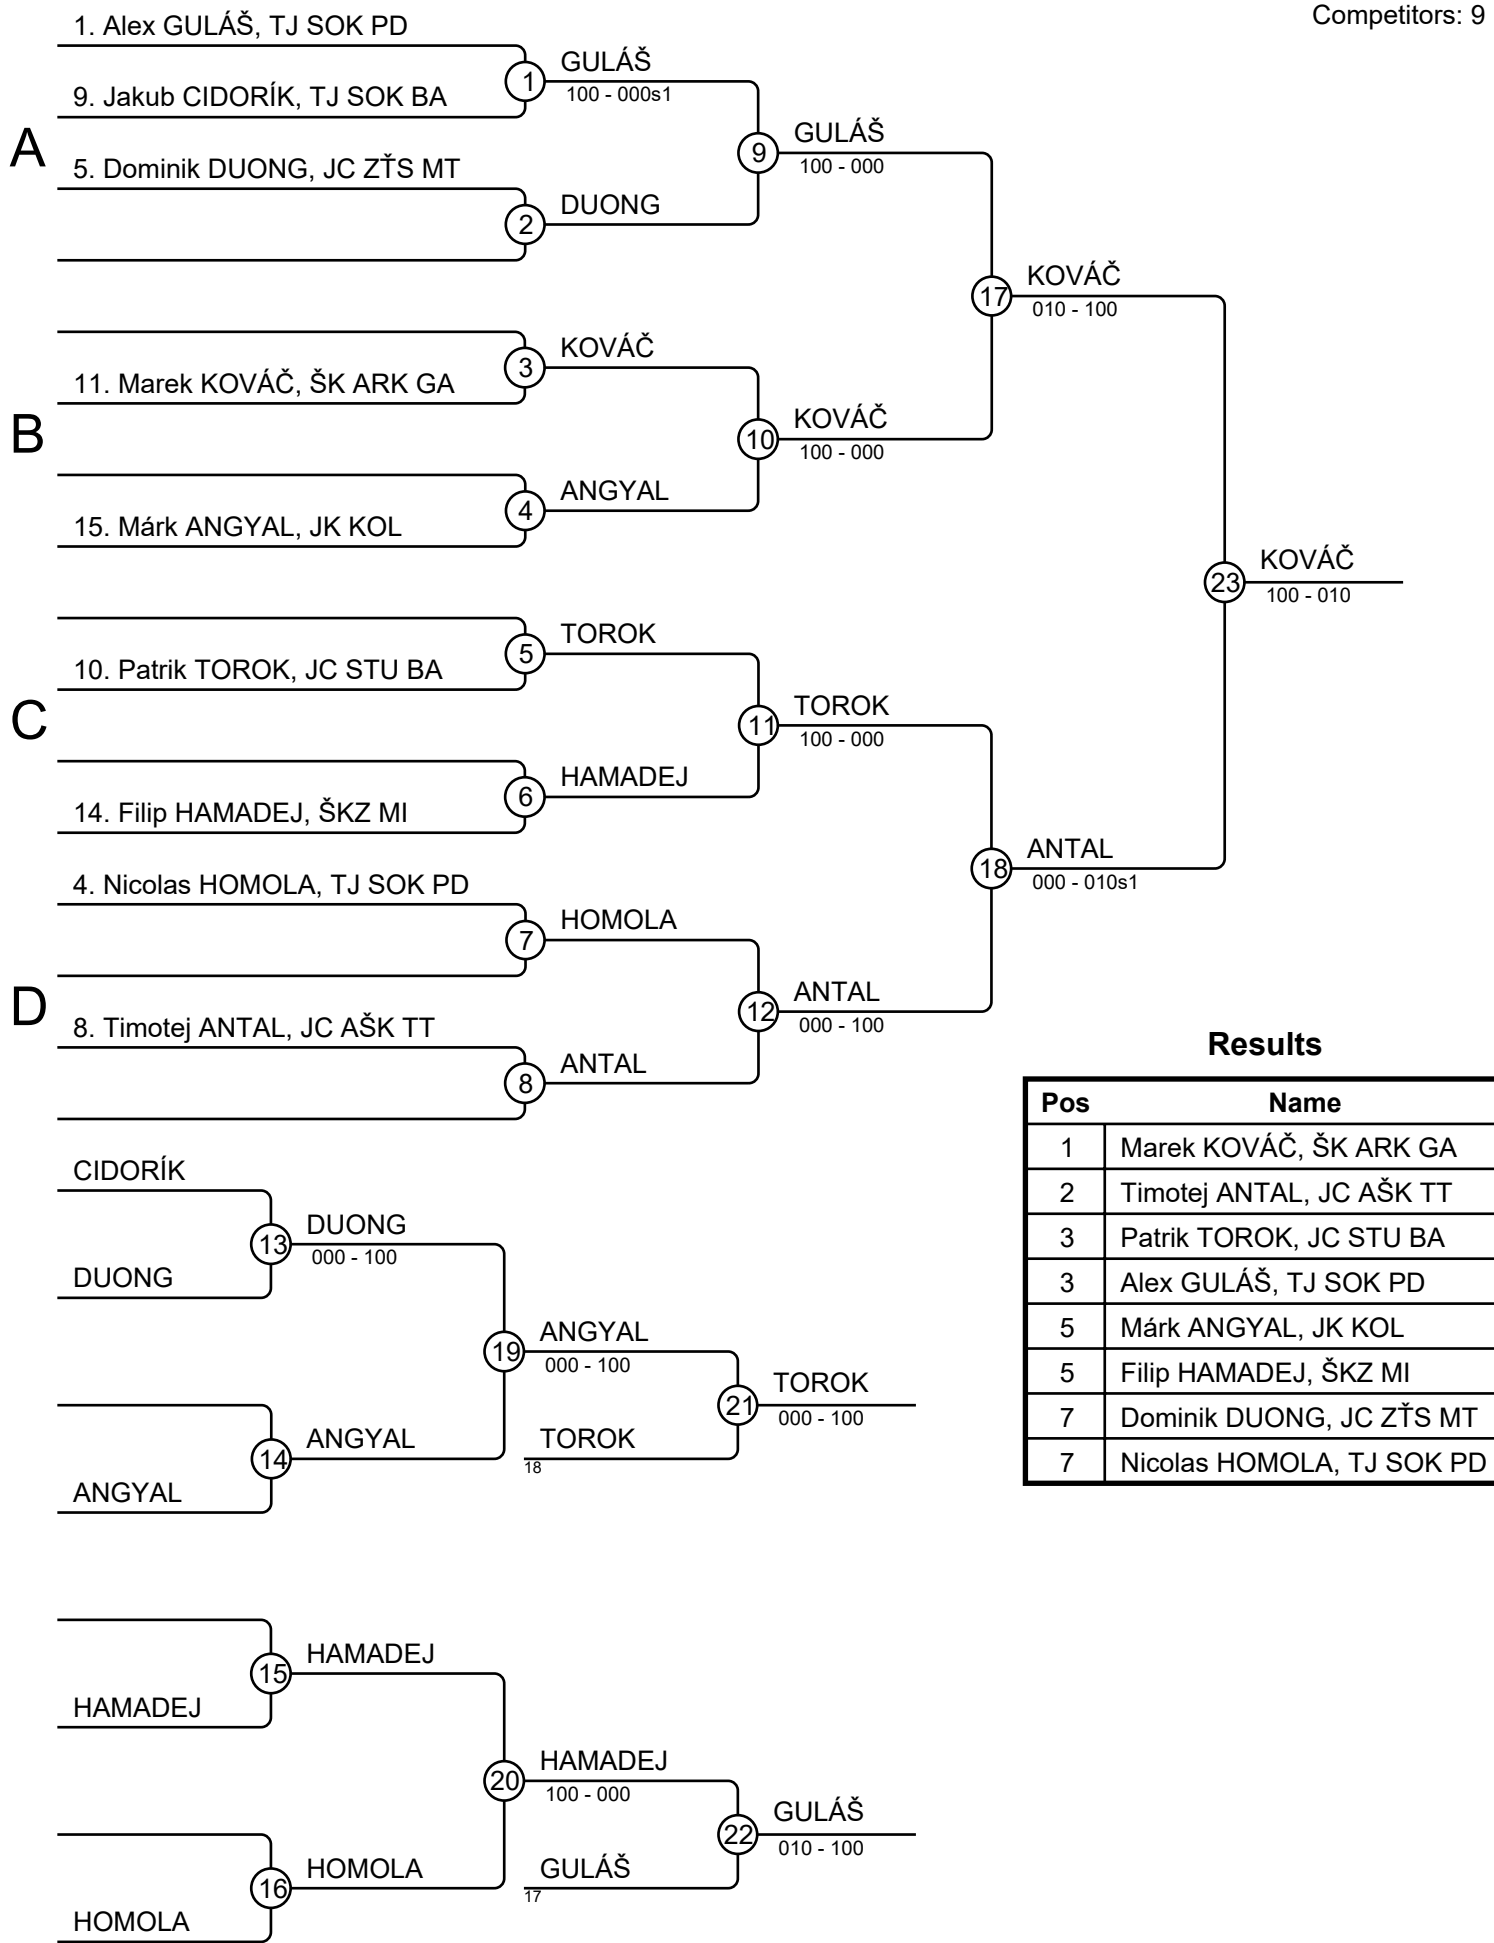 Competitors: 9
1. Alex GULÁŠ, TJ SOK PD
9. Jakub CIDORÍK, TJ SOK BA
1
GULÁŠ
100 - 000s1
A
5. Dominik DUONG, JC ZŤS MT
2
DUONG
9
GULÁŠ
100 - 000
3
KOVÁČ
11. Marek KOVÁČ, ŠK ARK GA
B
4
ANGYAL
15. Márk ANGYAL, JK KOL
10
KOVÁČ
100 - 000
17
KOVÁČ
010 - 100
5
TOROK
10. Patrik TOROK, JC STU BA
C
6
HAMADEJ
14. Filip HAMADEJ, ŠKZ MI
11
TOROK
100 - 000
4. Nicolas HOMOLA, TJ SOK PD
7
HOMOLA
D
8. Timotej ANTAL, JC AŠK TT
8
ANTAL
12
ANTAL
000 - 100
18
ANTAL
000 - 010s1
23
KOVÁČ
100 - 010
CIDORÍK
DUONG
13
DUONG
000 - 100
ANGYAL
14
ANGYAL
19
ANGYAL
000 - 100
TOROK
18
21
TOROK
000 - 100
HAMADEJ
15
HAMADEJ
HOMOLA
16
HOMOLA
20
HAMADEJ
100 - 000
GULÁŠ
17
22
GULÁŠ
010 - 100
Results
Pos Name
1 Marek KOVÁČ, ŠK ARK GA
2 Timotej ANTAL, JC AŠK TT
3 Patrik TOROK, JC STU BA
3 Alex GULÁŠ, TJ SOK PD
5 Márk ANGYAL, JK KOL
5 Filip HAMADEJ, ŠKZ MI
7 Dominik DUONG, JC ZŤS MT
7 Nicolas HOMOLA, TJ SOK PD